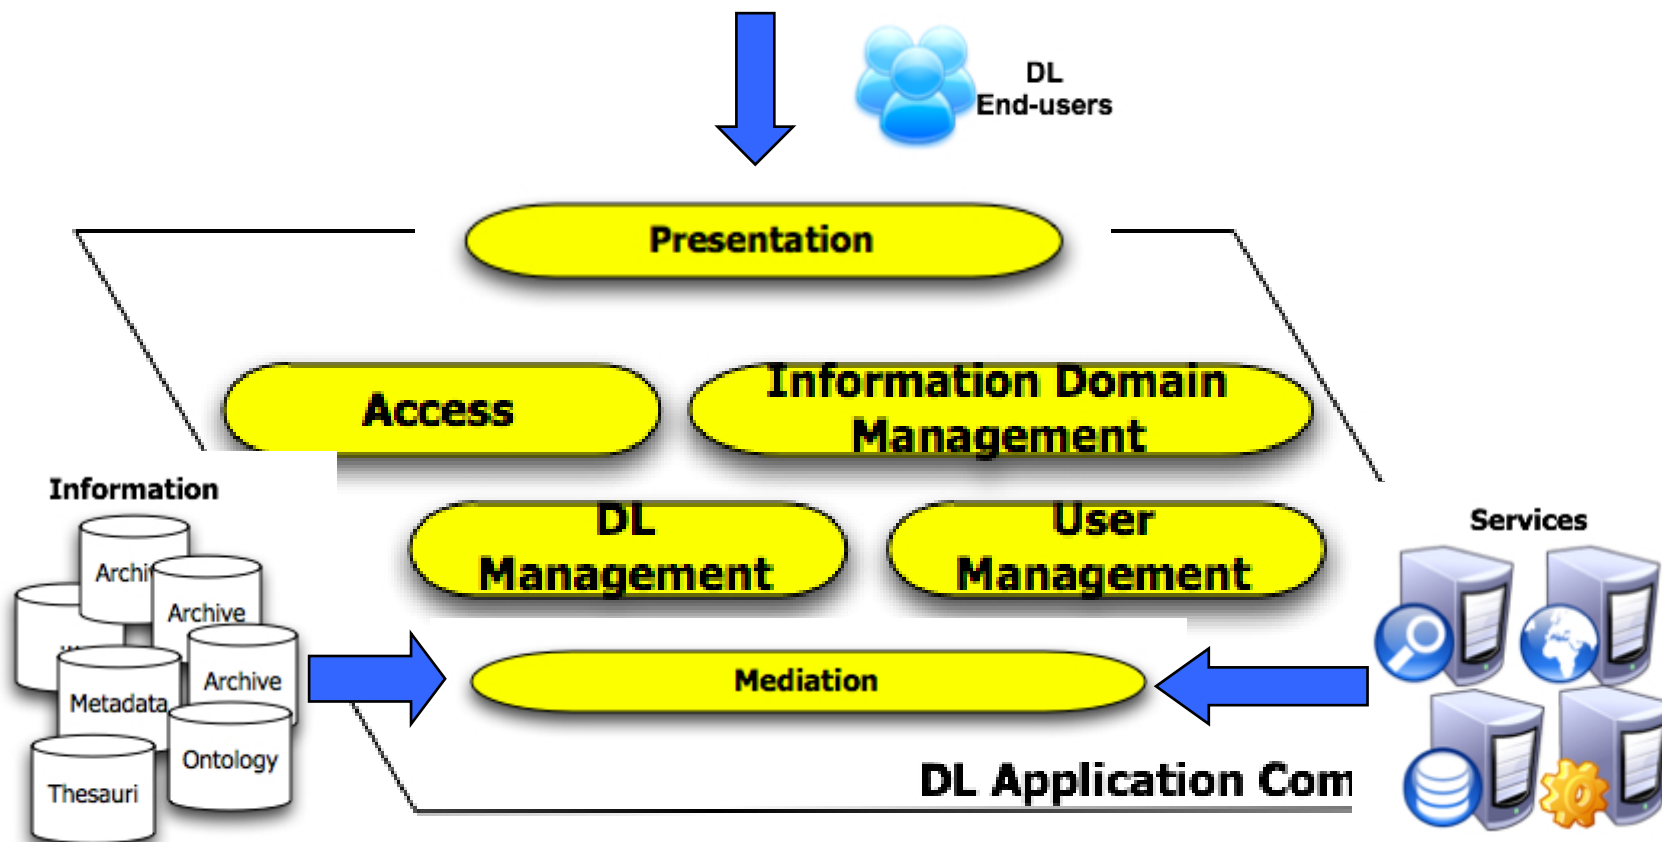 DL
End-users
Presentation
Access
Information Domain
Management
Information
DL
Management
User
Management
Services
Archive
Archive
Archive
Metadata
Mediation
Ontology
Thesauri
DL Application Com